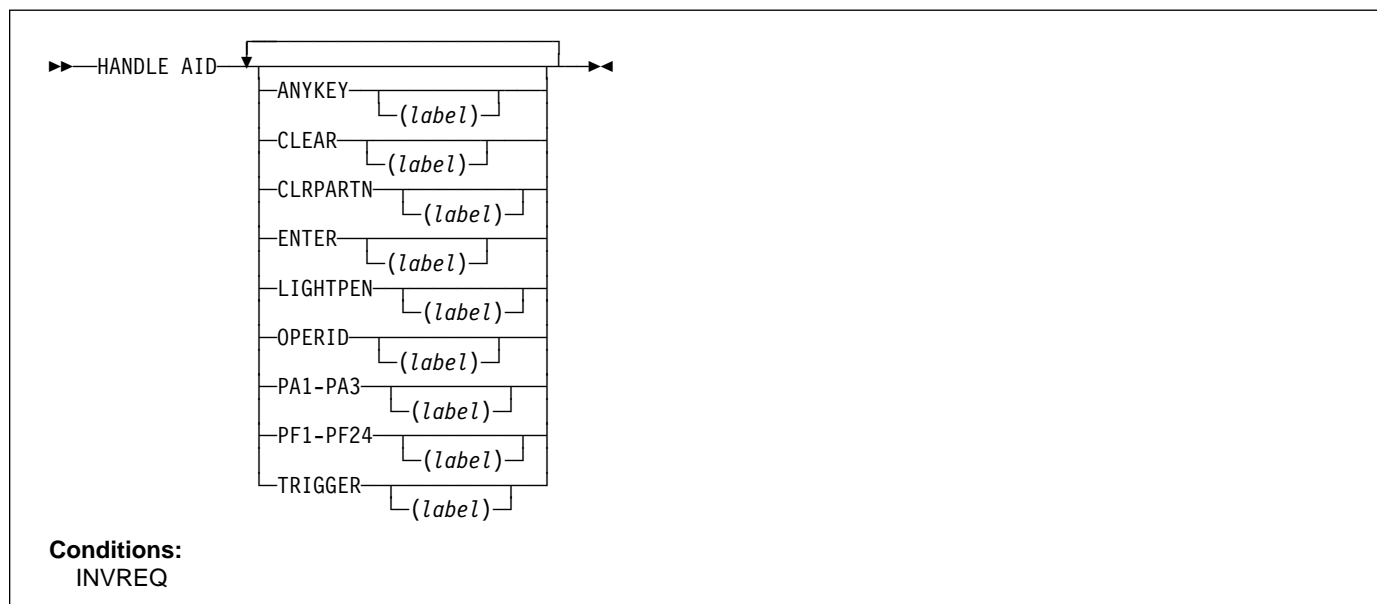 HANDLE AID
ANYKEY
(label)
CLEAR
(label)
CLRPARTN
(label)
ENTER
(label)
LIGHTPEN
(label)
OPERID
(label)
PA1-PA3
(label)
PF1-PF24
(label)
TRIGGER
(label)
Conditions:
INVREQ